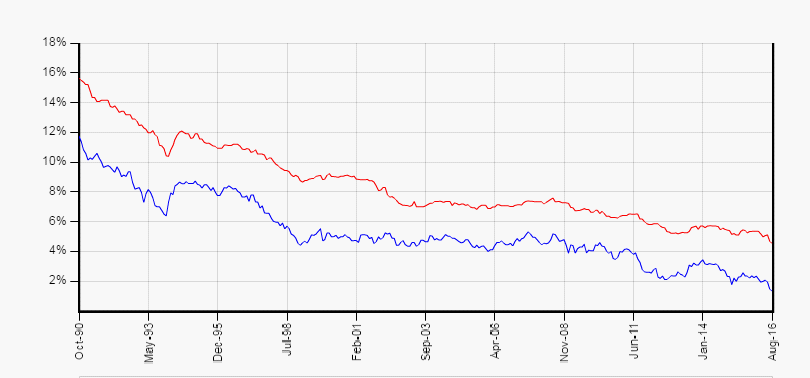 18%
16%
14%
12%
10%
8%
6%
4%
2%
Oct-90
May-93
Dec-95
Jul-98
Feb-01
Sep-03
Apr-06
Nov-08
Jun-11
Jan-14
Aug-16